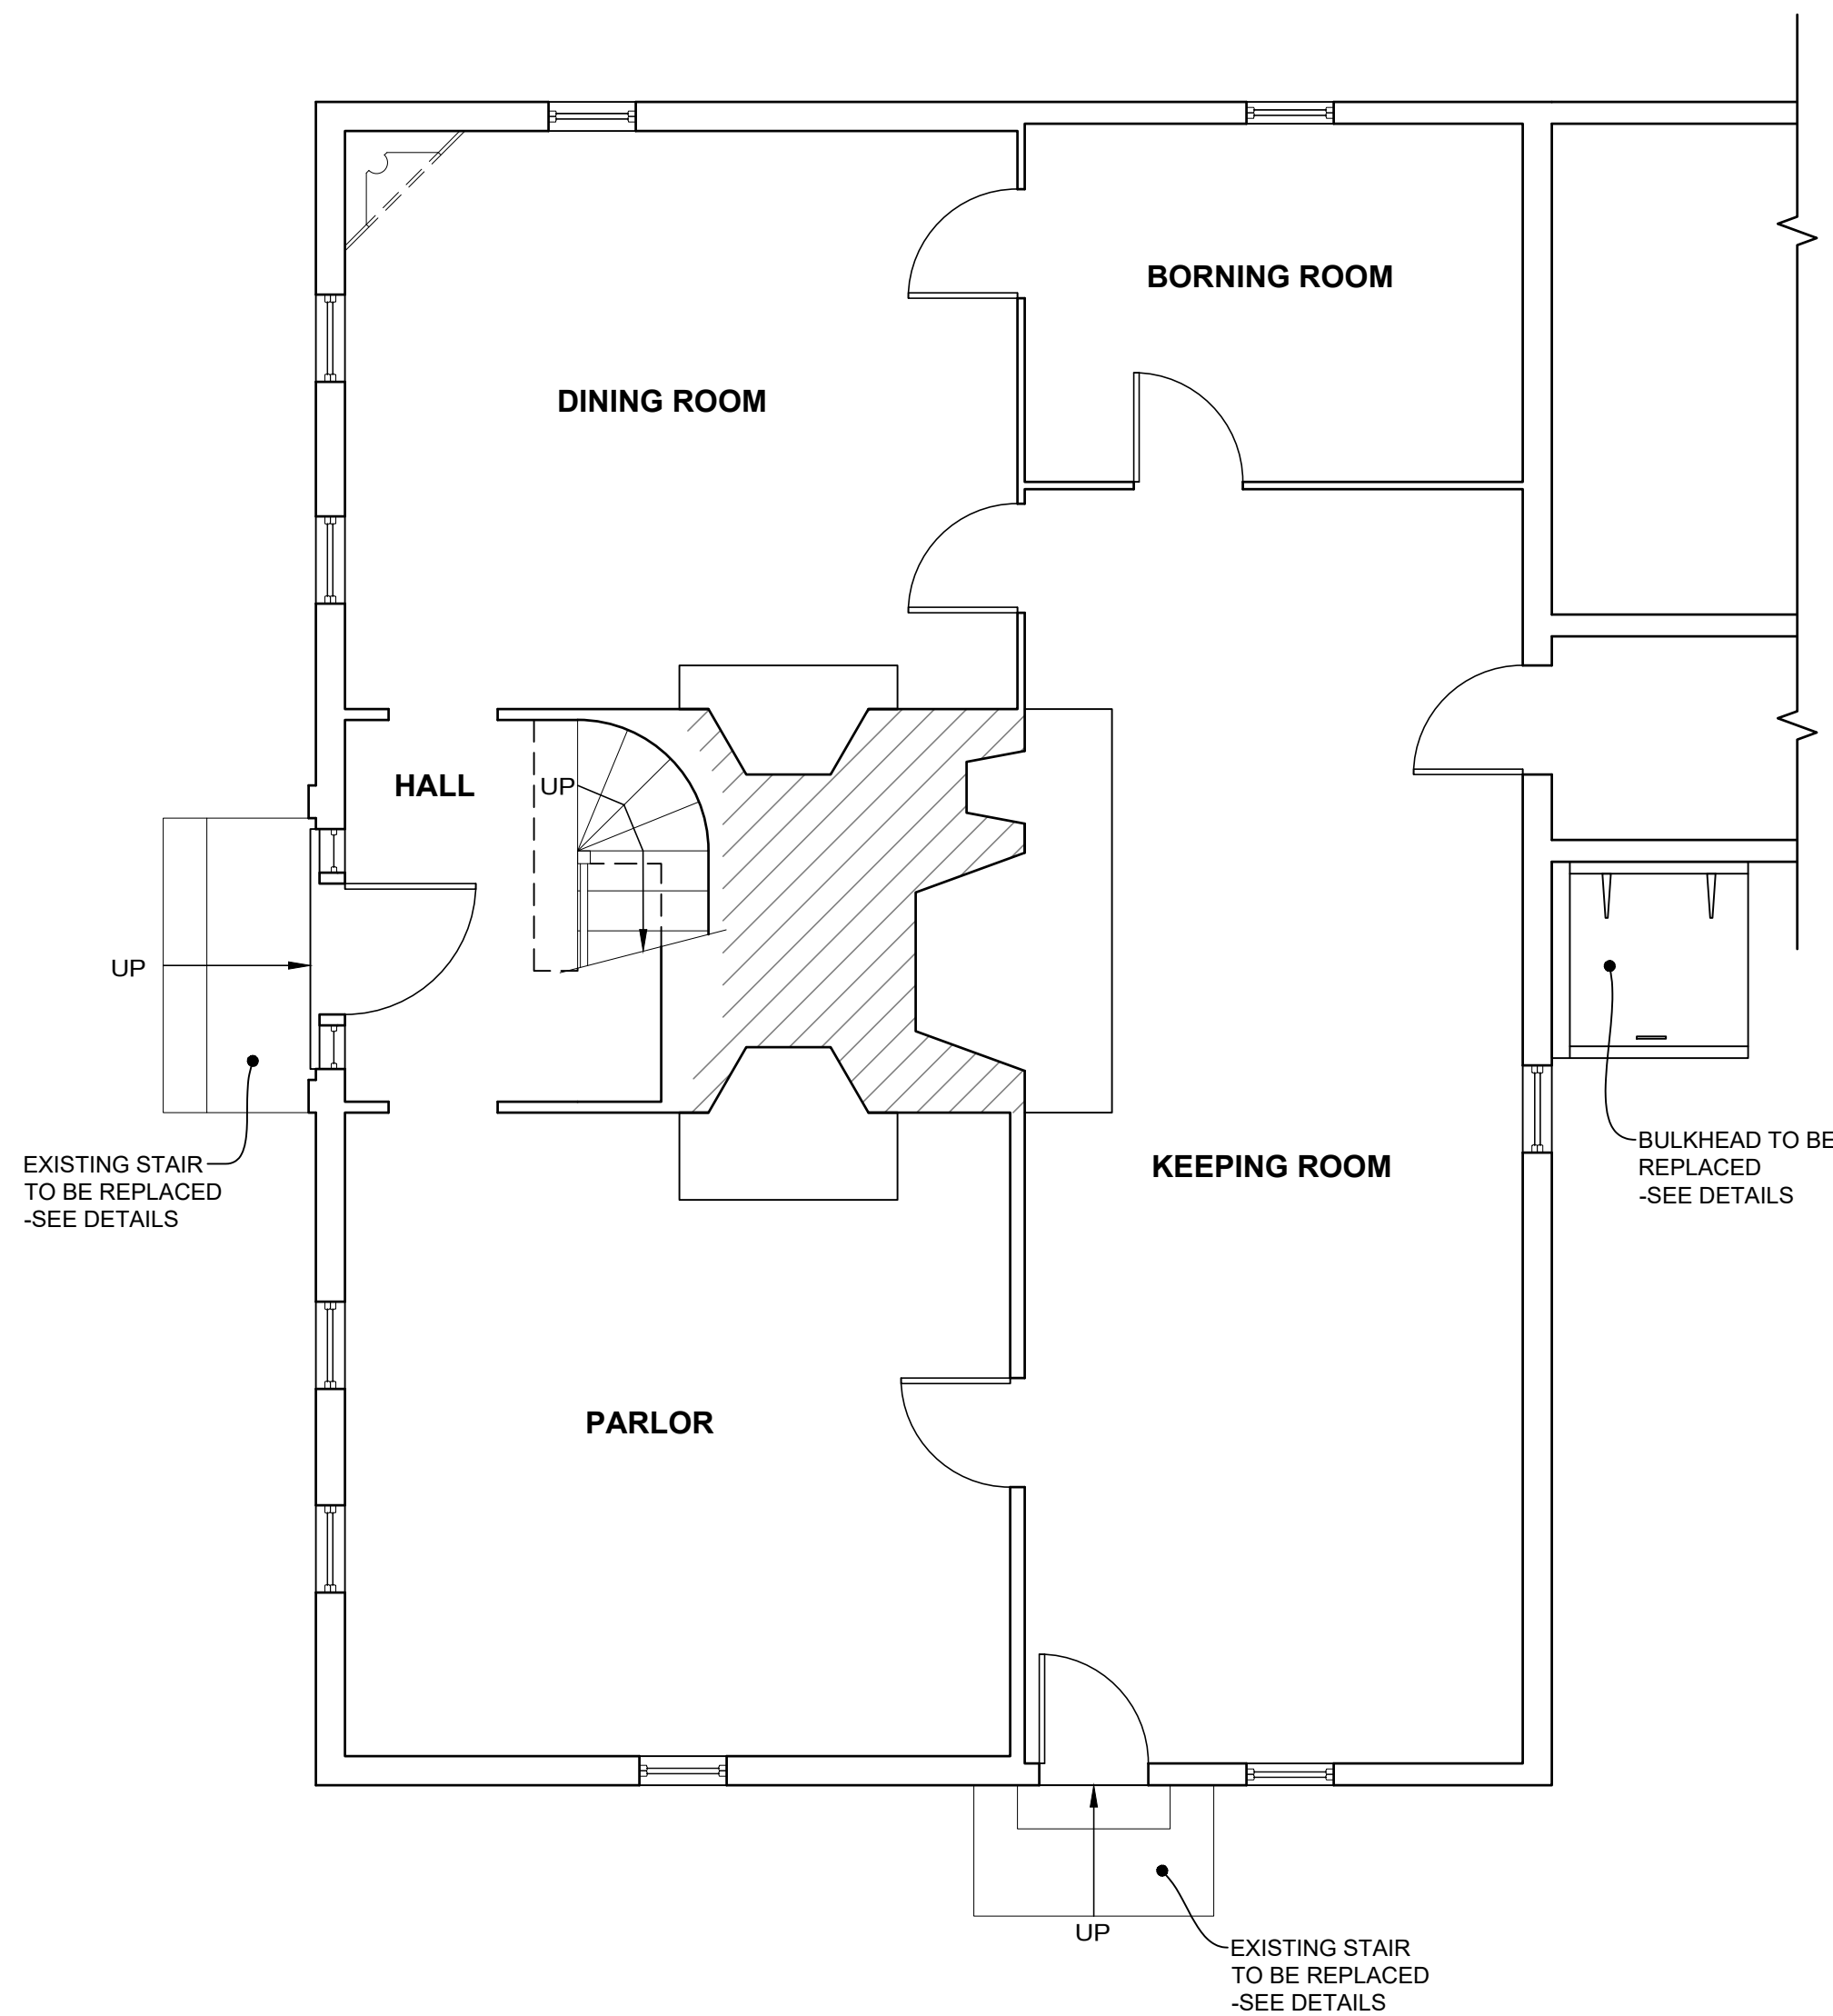 BORNING ROOM
DINING ROOM
HALL
UP
UP
EXISTING STAIR
TO BE REPLACED
-SEE DETAILS
KEEPING ROOM
BULKHEAD TO BE
REPLACED
-SEE DETAILS
PARLOR
UP
EXISTING STAIR
TO BE REPLACED
-SEE DETAILS